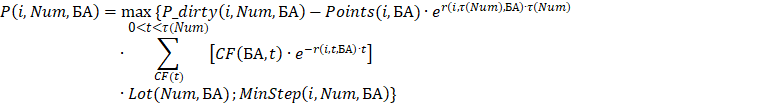 P(i,Num,БА) = max{P_dirty(i,Num,БА) − Points(i,БА) · e^{r(i,τ(Num),БА)·τ(Num)}
0<t<τ(Num)
· ∑ [CF(БА,t) · e^{−r(i,t,БА)·t}]
CF(t)
· Lot(Num,БА); MinStep(i,Num,БА)}